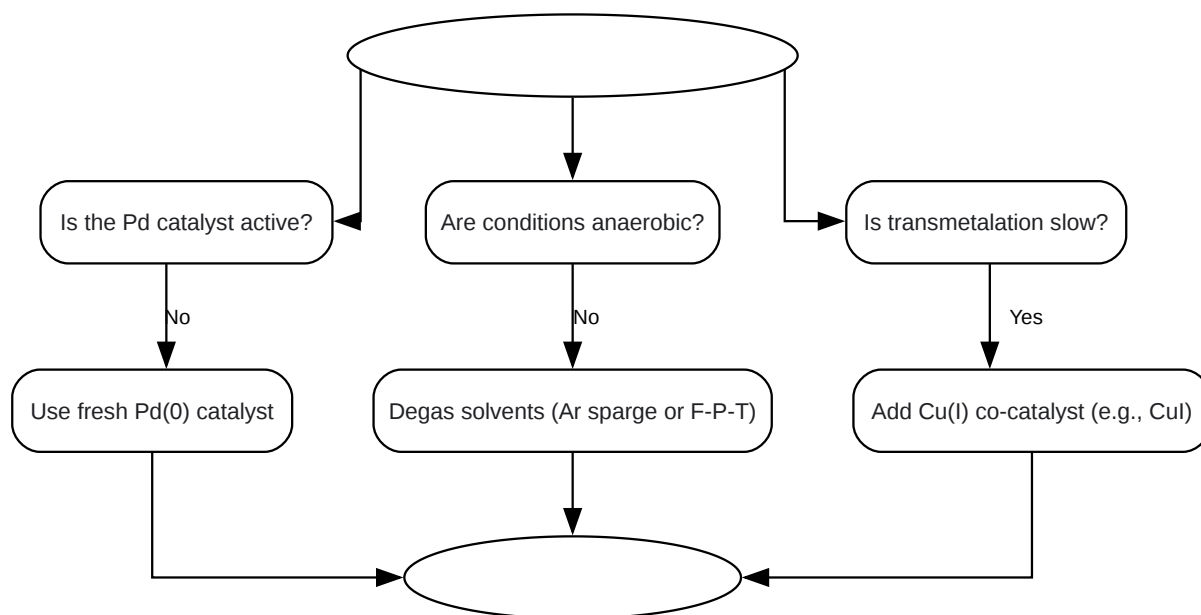 Is the Pd catalyst active?
Are conditions anaerobic?
Is transmetalation slow?
No
No
Yes
Use fresh Pd(0) catalyst
Degas solvents (Ar sparge or F-P-T)
Add Cu(I) co-catalyst (e.g., CuI)